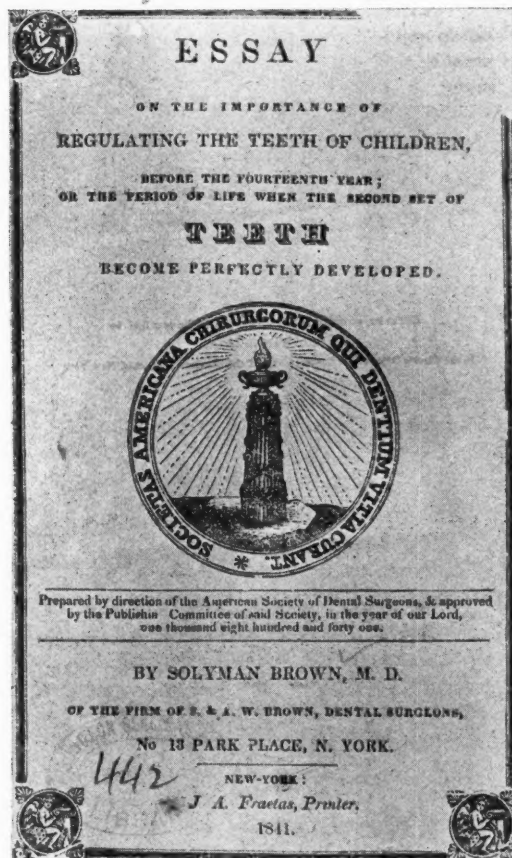 ESSAY
ON THE IMPORTANCE OF
REGULATING THE TEETH OF CHILDREN,
BEFORE THE FOURTEENTH YEAR;
OR THE PERIOD OF LIFE WHEN THE SECOND SET OF
TEETH
BECOME PERFECTLY DEVELOPED.
SOCIETAS AMERICANA CHIRURGORUM QUI DENTIUM VITIA CURANT. *
Prepared by direction of the American Society of Dental Surgeons, & approved
by the Publishin Committee of said Society, in the year of our Lord,
one thousand eight hundred and forty one.
BY SOLYMAN BROWN, M. D.
OF THE FIRM OF S. & A. W. BROWN, DENTAL SURGEONS,
No 13 PARK PLACE, N. YORK.
442
NEW-YORK:
J A. Fraetas, Printer.
1841.